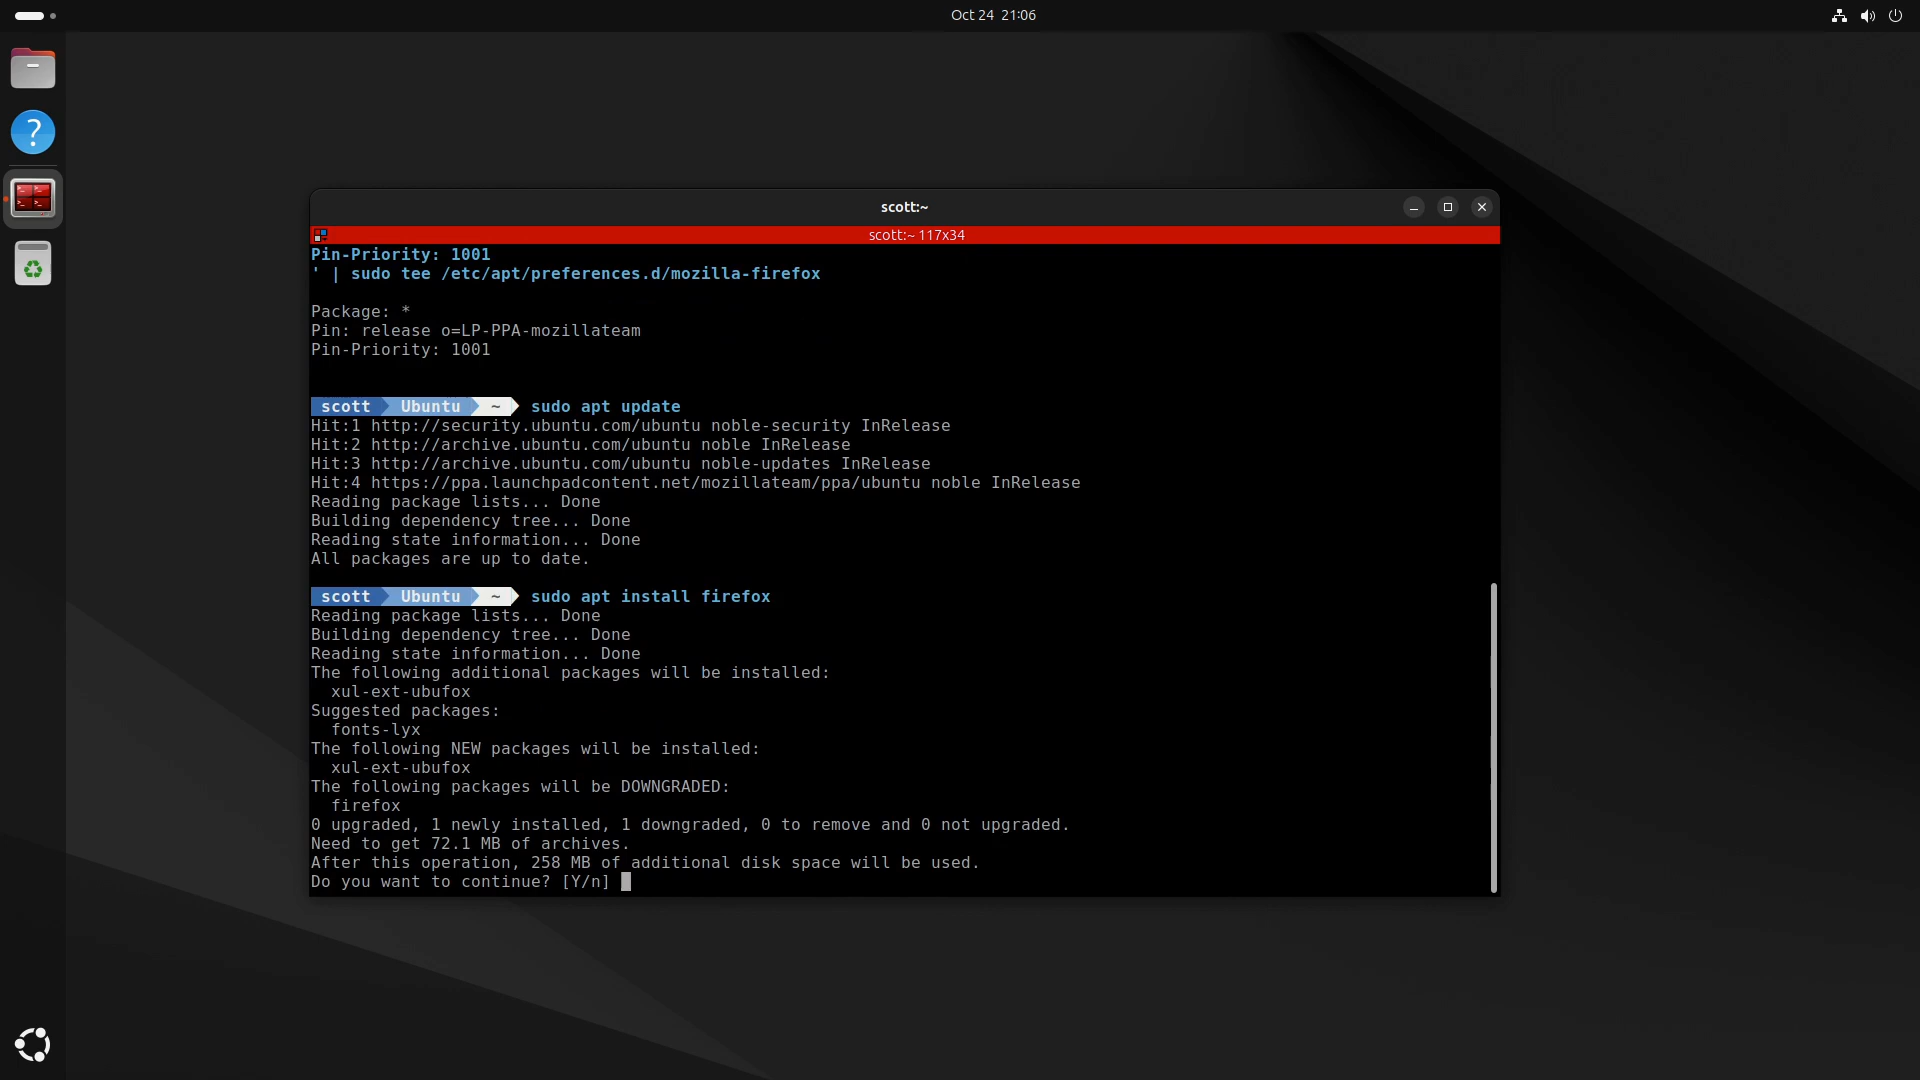 Oct 24 21:06
scott:~
scott:~ 117x34
Pin-Priority: 1001
' | sudo tee /etc/apt/preferences.d/mozilla-firefox
Package: *
Pin: release o=LP-PPA-mozillateam
Pin-Priority: 1001
scott Ubuntu ~ sudo apt update
Hit:1 http://security.ubuntu.com/ubuntu noble-security InRelease
Hit:2 http://archive.ubuntu.com/ubuntu noble InRelease
Hit:3 http://archive.ubuntu.com/ubuntu noble-updates InRelease
Hit:4 https://ppa.launchpadcontent.net/mozillateam/ppa/ubuntu noble InRelease
Reading package lists... Done
Building dependency tree... Done
Reading state information... Done
All packages are up to date.
scott Ubuntu ~ sudo apt install firefox
Reading package lists... Done
Building dependency tree... Done
Reading state information... Done
The following additional packages will be installed:
xul-ext-ubufox
Suggested packages:
fonts-lyx
The following NEW packages will be installed:
xul-ext-ubufox
The following packages will be DOWNGRADED:
firefox
0 upgraded, 1 newly installed, 1 downgraded, 0 to remove and 0 not upgraded.
Need to get 72.1 MB of archives.
After this operation, 258 MB of additional disk space will be used.
Do you want to continue? [Y/n]